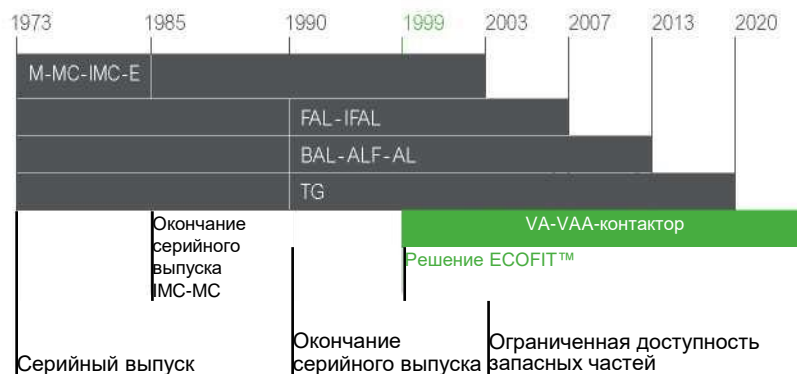 1973 1985 1990 1999 2003 2007 2013 2020
M-MC-IMC-E
FAL-IFAL
BAL-ALF-AL
TG
VA-VAA-контактор
Окончание
серийного
выпуска
IMC-MC
Решение ECOFIT™
Серийный выпуск
Окончание
серийного выпуска
Ограниченная доступность
запасных частей